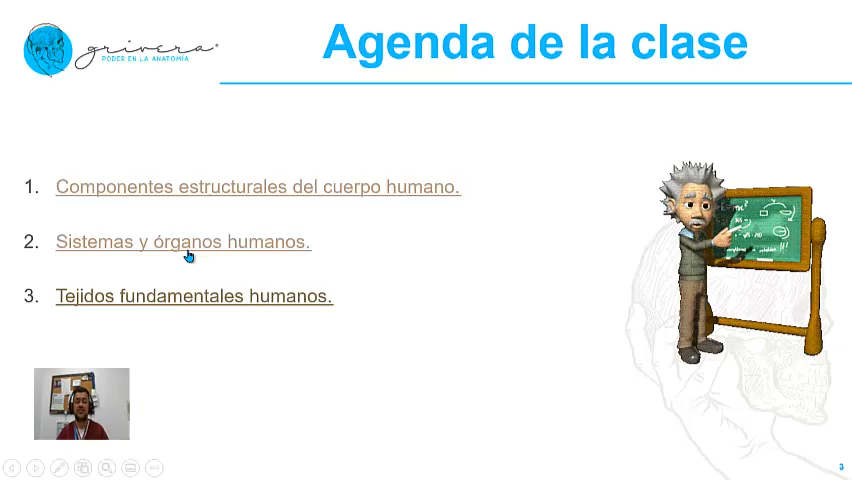 grivera
PODER EN LA ANATOMÍA
Agenda de la clase
1. Componentes estructurales del cuerpo humano.
2. Sistemas y órganos humanos.
3. Tejidos fundamentales humanos.
3